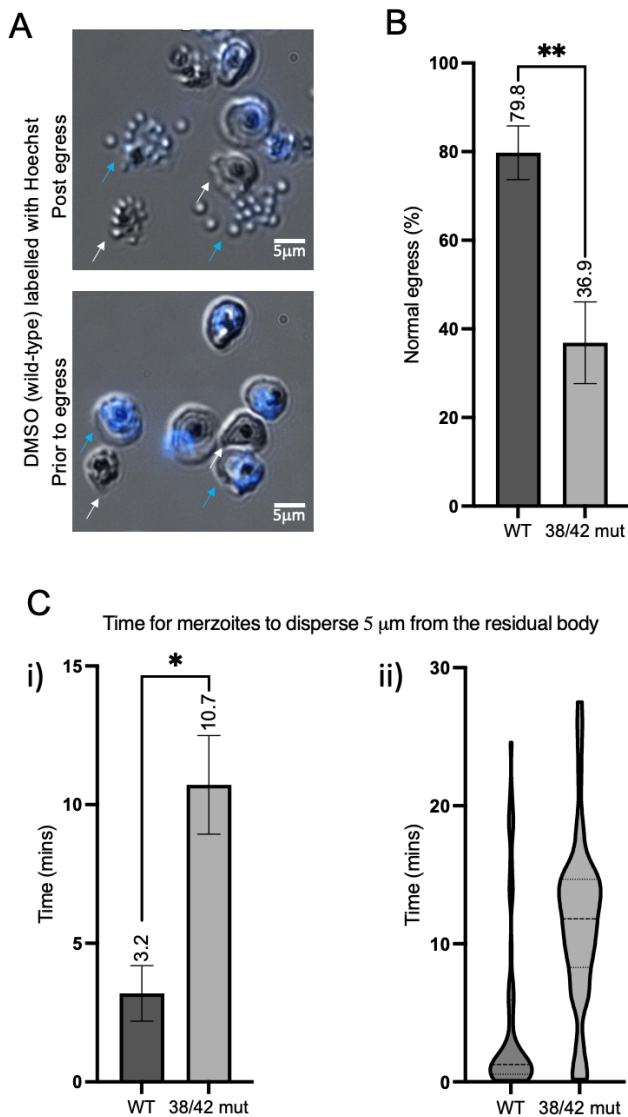 A
DMSO (wild-type) labelled with Hoechst
Post egress
5μm
Prior to egress
5μm
B
**
Normal egress (%)
100
80
60
40
20
0
79.8
36.9
WT
38/42 mut
C
Time for merzoites to disperse 5 μm from the residual body
i)
*
Time (mins)
15
10
5
0
3.2
10.7
WT
38/42 mut
ii)
Time (mins)
30
20
10
0
WT
38/42 mut